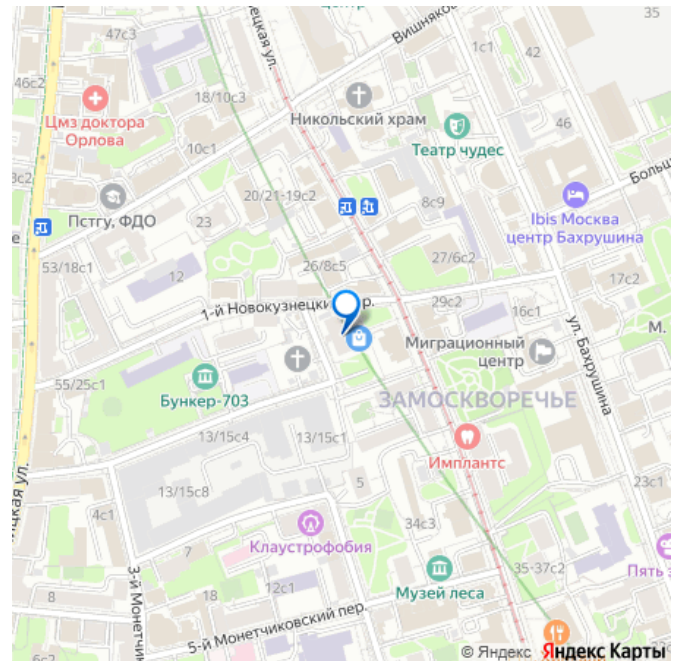 центр
47с3
35
46с2
Вишняков
1с1
42
Цмз доктора
Орлова
18/10с3
Никольский храм
46
Театр чудес
10с1
20/21-19с2
8с9
Ibis Москва
центр Бахрушина
Пстгу, ФДО
23
53/18с1
12
26/8с5
27/6с2
17с2
1-й Новокузнецкий
29с2
16с1
Миграционный
центр
М.
ул. Бахрушина
55/25с1
Бункер-703
ЗАМОСКВОРЕЧЬЕ
13/15с4
13/15с1
Имплантс
13/15с8
5
23с1
4с1
34с3
Клаустрофобия
7
35-37с2
12с1
Музей леса
8
18
5-й Монетчиковский пер.
© Яндекс Яндекс Карты